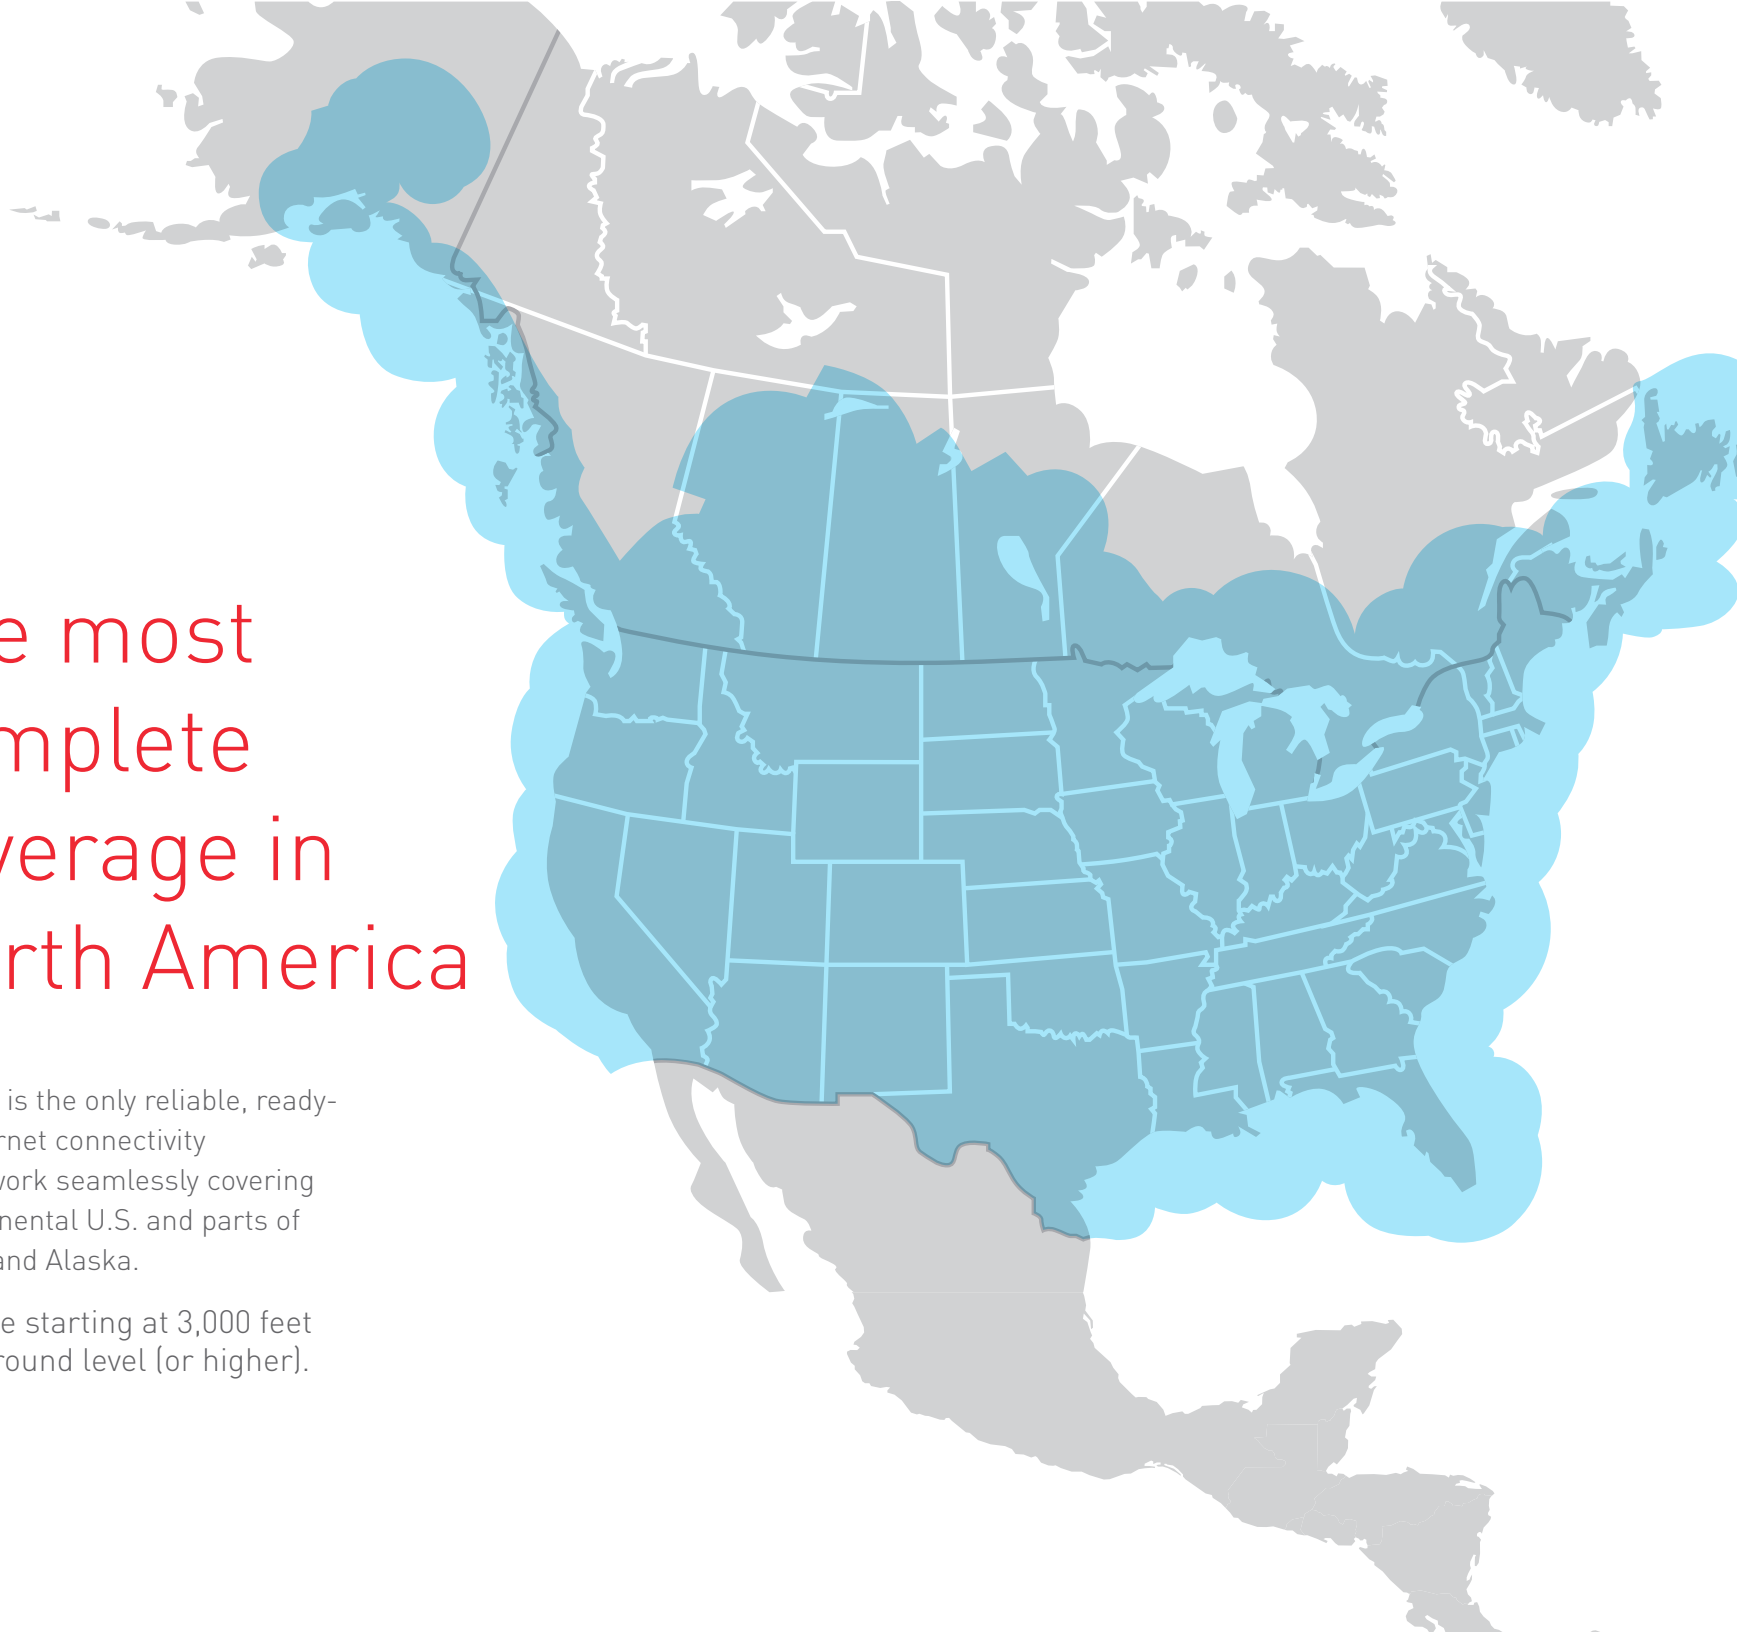 e most
mplete
verage in
rth America
is the only reliable, ready-
rnet connectivity
work seamlessly covering
nental U.S. and parts of
and Alaska.
e starting at 3,000 feet
round level (or higher).